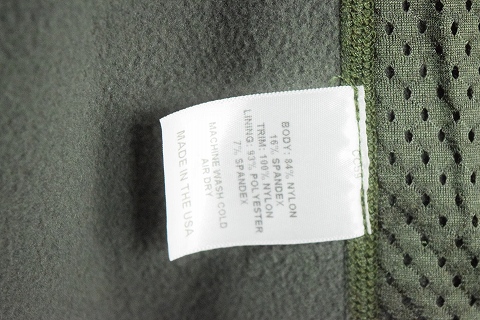 BODY: 84% NYLON
16% SPANDEX
TRIM: 100% NYLON
LINING: 93% POLYESTER
7% SPANDEX
MACHINE WASH COLD
AIR DRY
MADE IN THE USA